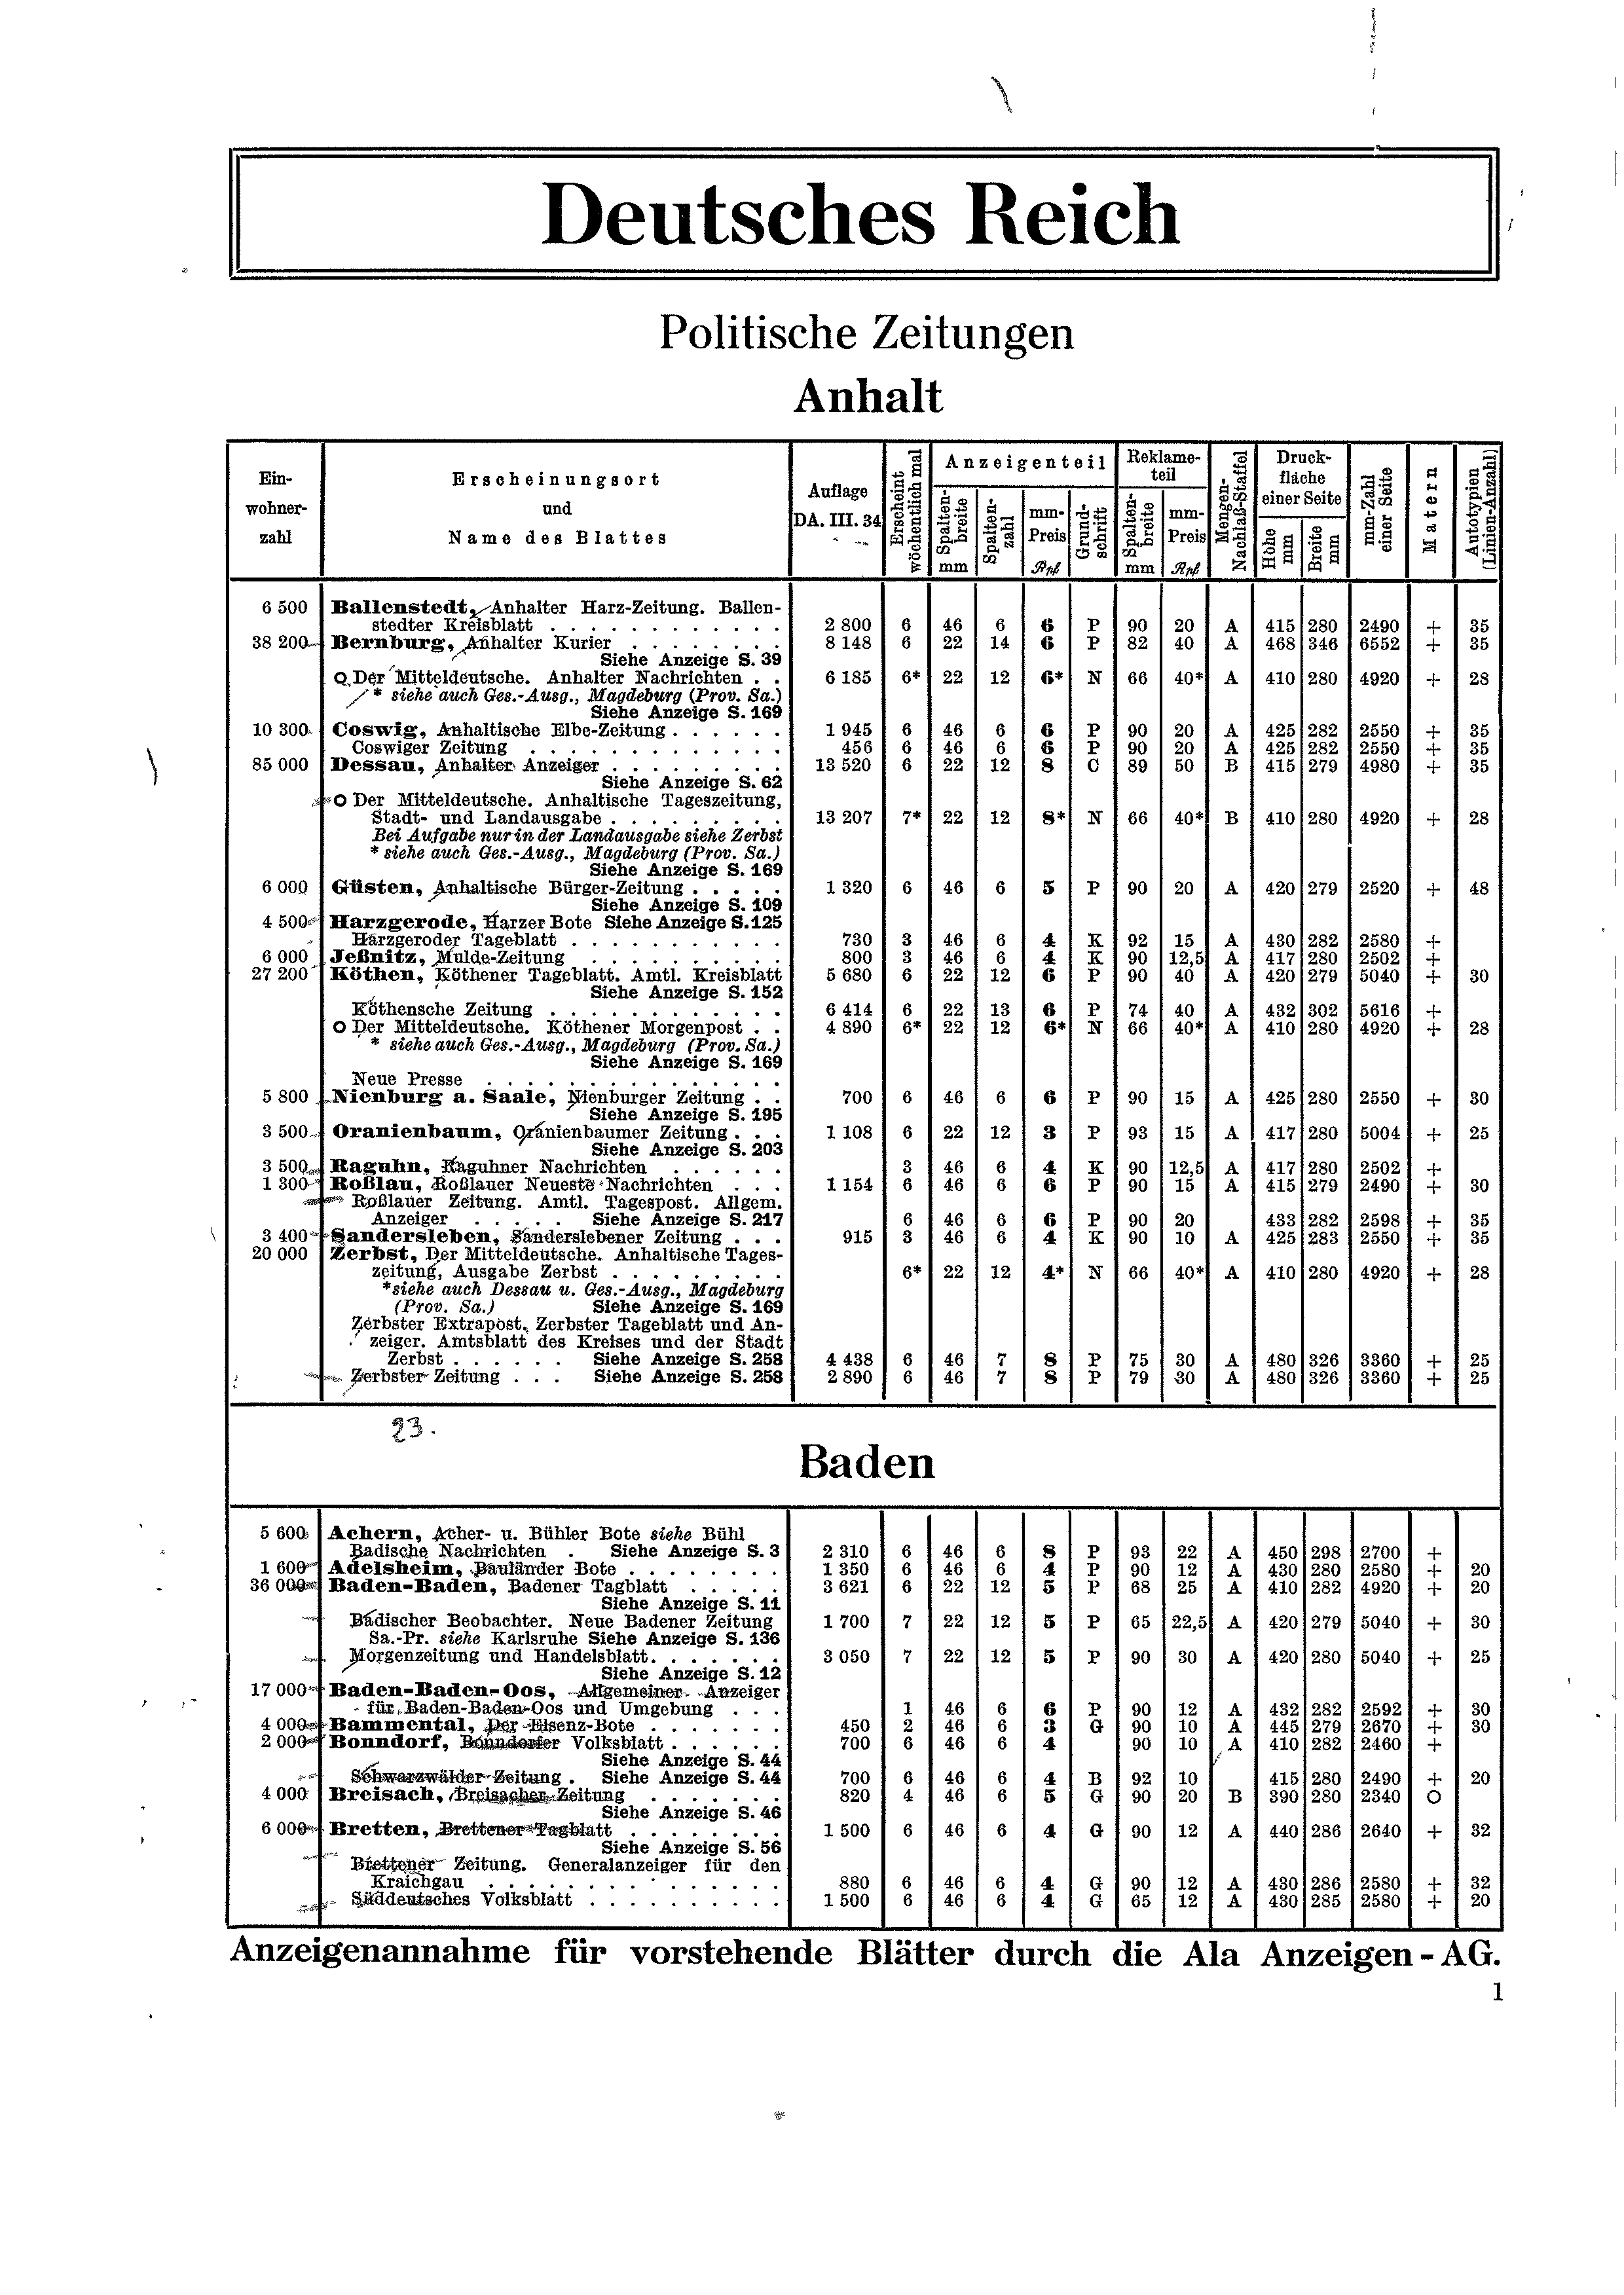 Deutsches Reich
Politische Zeitungen
Anhalt
Ein-wohner-zahl | Erscheinungsort und Name des Blattes | Auflage DA. III. 34 | Erscheint wöchentlich mal | Anzeigenteil: Spalten-breite mm | Spalten-zahl | mm-Preis Rpf | Grund-schrift | Reklame-teil: Spalten-breite mm | mm-Preis Rpf | Mengen-Nachlaß-Staffel | Druck-fläche einer Seite: Höhe mm | Breite mm | mm-Zahl einer Seite | Matern | Autotypien (Linien-Anzahl)
6 500 Ballenstedt, Anhalter Harz-Zeitung. Ballen-
stedter Kreisblatt . . . 2 800 6 46 6 6 P 90 20 A 415 280 2490 + 35
38 200 Bernburg, Anhalter Kurier . . . 8 148 6 22 14 6 P 82 40 A 468 346 6552 + 35
Siehe Anzeige S. 39
O Der Mitteldeutsche. Anhalter Nachrichten . . 6 185 6* 22 12 6* N 66 40* A 410 280 4920 + 28
* siehe auch Ges.-Ausg., Magdeburg (Prov. Sa.)
Siehe Anzeige S. 169
10 300 Coswig, Anhaltische Elbe-Zeitung . . . 1 945 6 46 6 6 P 90 20 A 425 282 2550 + 35
Coswiger Zeitung . . . 456 6 46 6 6 P 90 20 A 425 282 2550 + 35
85 000 Dessau, Anhalter Anzeiger . . . 13 520 6 22 12 8 C 89 50 B 415 279 4980 + 35
Siehe Anzeige S. 62
O Der Mitteldeutsche. Anhaltische Tageszeitung,
Stadt- und Landausgabe . . . 13 207 7* 22 12 8* N 66 40* B 410 280 4920 + 28
Bei Aufgabe nur in der Landausgabe siehe Zerbst
* siehe auch Ges.-Ausg., Magdeburg (Prov. Sa.)
Siehe Anzeige S. 169
6 000 Güsten, Anhaltische Bürger-Zeitung . . . 1 320 6 46 6 5 P 90 20 A 420 279 2520 + 48
Siehe Anzeige S. 109
4 500 Harzgerode, Harzer Bote Siehe Anzeige S. 125
Harzgeroder Tageblatt . . . 730 3 46 6 4 K 92 15 A 430 282 2580 +
6 000 Jeßnitz, Mulde-Zeitung . . . 800 3 46 6 4 K 90 12,5 A 417 280 2502 +
27 200 Köthen, Köthener Tageblatt. Amtl. Kreisblatt 5 680 6 22 12 6 P 90 40 A 420 279 5040 + 30
Siehe Anzeige S. 152
Köthensche Zeitung . . . 6 414 6 22 13 6 P 74 40 A 432 302 5616 +
O Der Mitteldeutsche. Köthener Morgenpost . . 4 890 6* 22 12 6* N 66 40* A 410 280 4920 + 28
* siehe auch Ges.-Ausg., Magdeburg (Prov. Sa.)
Siehe Anzeige S. 169
Neue Presse . . .
5 800 Nienburg a. Saale, Nienburger Zeitung . . 700 6 46 6 6 P 90 15 A 425 280 2550 + 30
Siehe Anzeige S. 195
3 500 Oranienbaum, Oranienbaumer Zeitung . . . 1 108 6 22 12 3 P 93 15 A 417 280 5004 + 25
Siehe Anzeige S. 203
3 500 Raguhn, Raguhner Nachrichten . . . 3 46 6 4 K 90 12,5 A 417 280 2502 +
1 300 Roßlau, Roßlauer Neueste Nachrichten . . . 1 154 6 46 6 6 P 90 15 A 415 279 2490 + 30
Roßlauer Zeitung. Amtl. Tagespost. Allgem.
Anzeiger . . . Siehe Anzeige S. 217 6 46 6 6 P 90 20 433 282 2598 + 35
3 400 Sandersleben, Sanderslebener Zeitung . . . 915 3 46 6 4 K 90 10 A 425 283 2550 + 35
20 000 Zerbst, Der Mitteldeutsche. Anhaltische Tages-
zeitung, Ausgabe Zerbst . . . 6* 22 12 4* N 66 40* A 410 280 4920 + 28
*siehe auch Dessau u. Ges.-Ausg., Magdeburg
(Prov. Sa.) Siehe Anzeige S. 169
Zerbster Extrapost, Zerbster Tageblatt und An-
zeiger. Amtsblatt des Kreises und der Stadt
Zerbst . . . Siehe Anzeige S. 258 4 438 6 46 7 8 P 75 30 A 480 326 3360 + 25
Zerbster Zeitung . . . Siehe Anzeige S. 258 2 890 6 46 7 8 P 79 30 A 480 326 3360 + 25
23.
Baden
5 600 Achern, Acher- u. Bühler Bote siehe Bühl
Badische Nachrichten . Siehe Anzeige S. 3 2 310 6 46 6 8 P 93 22 A 450 298 2700 +
1 600 Adelsheim, Bauländer Bote . . . 1 350 6 46 6 4 P 90 12 A 430 280 2580 + 20
36 000 Baden-Baden, Badener Tagblatt . . . 3 621 6 22 12 5 P 68 25 A 410 282 4920 + 20
Siehe Anzeige S. 11
Badischer Beobachter. Neue Badener Zeitung 1 700 7 22 12 5 P 65 22,5 A 420 279 5040 + 30
Sa.-Pr. siehe Karlsruhe Siehe Anzeige S. 136
Morgenzeitung und Handelsblatt . . . 3 050 7 22 12 5 P 90 30 A 420 280 5040 + 25
Siehe Anzeige S. 12
17 000 Baden-Baden-Oos, Allgemeiner Anzeiger
für Baden-Baden-Oos und Umgebung . . . 1 46 6 6 P 90 12 A 432 282 2592 + 30
4 000 Bammental, Der Elsenz-Bote . . . 450 2 46 6 3 G 90 10 A 445 279 2670 + 30
2 000 Bonndorf, Bonndorfer Volksblatt . . . 700 6 46 6 4 90 10 A 410 282 2460 +
Siehe Anzeige S. 44
Schwarzwälder Zeitung . Siehe Anzeige S. 44 700 6 46 6 4 B 92 10 415 280 2490 + 20
4 000 Breisach, Breisacher Zeitung . . . 820 4 46 6 5 G 90 20 B 390 280 2340 O
Siehe Anzeige S. 46
6 000 Bretten, Brettener Tagblatt . . . 1 500 6 46 6 4 G 90 12 A 440 286 2640 + 32
Siehe Anzeige S. 56
Brettener Zeitung. Generalanzeiger für den
Kraichgau . . . 880 6 46 6 4 G 90 12 A 430 286 2580 + 32
Süddeutsches Volksblatt . . . 1 500 6 46 6 4 G 65 12 A 430 285 2580 + 20
Anzeigenannahme für vorstehende Blätter durch die Ala Anzeigen-AG.
1